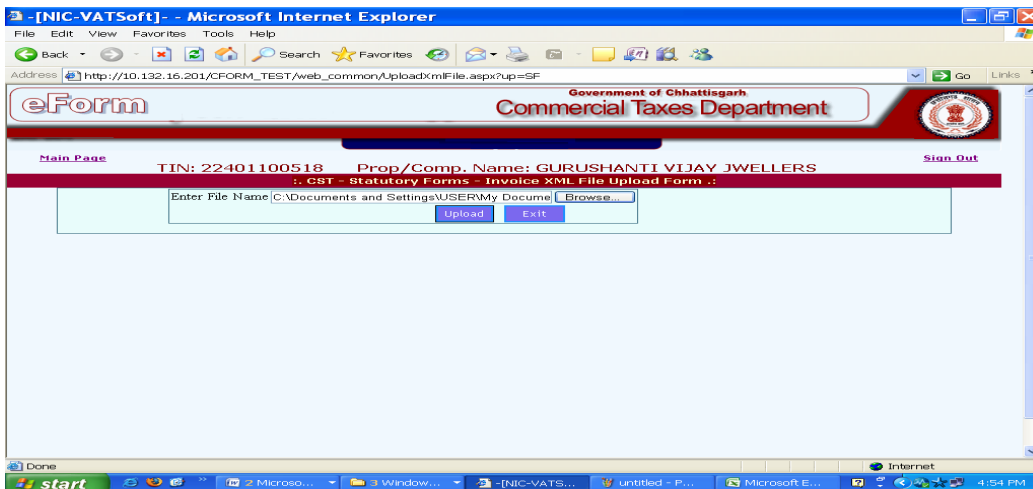 -[NIC-VATSoft]- - Microsoft Internet Explorer
File Edit View Favorites Tools Help
Back Search Favorites
Address http://10.132.16.201/CFORM_TEST/web_common/UploadXmlFile.aspx?up=SF Go Links
eForm
Government of Chhattisgarh
Commercial Taxes Department
Main Page Sign Out
TIN: 22401100518 Prop/Comp. Name: GURUSHANTI VIJAY JWELLERS
:. CST - Statutory Forms - Invoice XML File Upload Form .:
Enter File Name C:\Documents and Settings\USER\My Docume Browse...
Upload Exit
Done Internet
start 2 Microso... 3 Window... -[NIC-VATS... untitled - P... Microsoft E... 4:54 PM